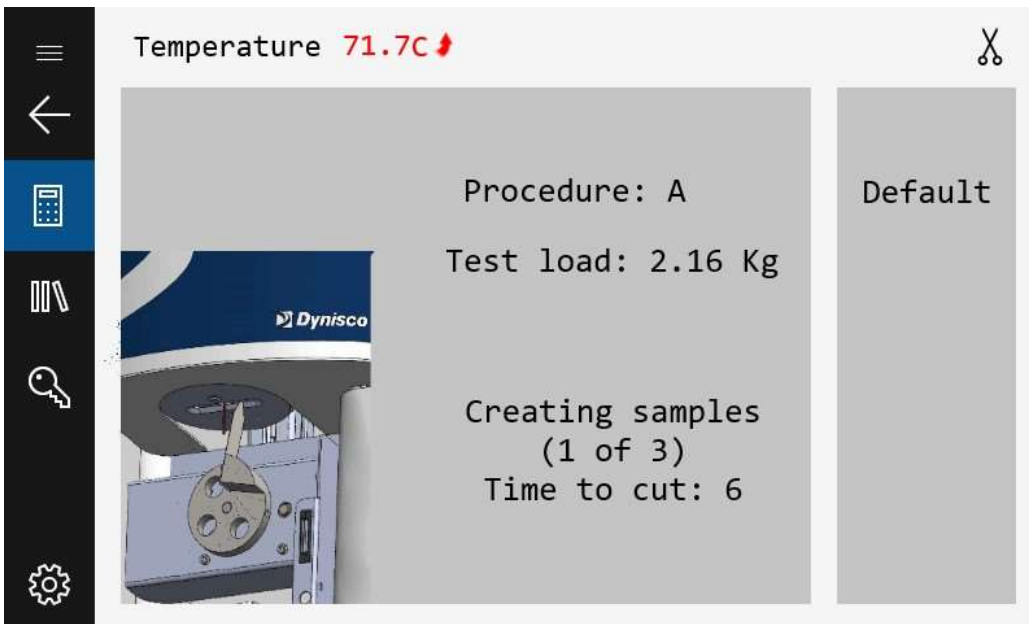 Temperature 71.7C
Procedure: A
Default
Test load: 2.16 Kg
Dynisco
Creating samples
(1 of 3)
Time to cut: 6